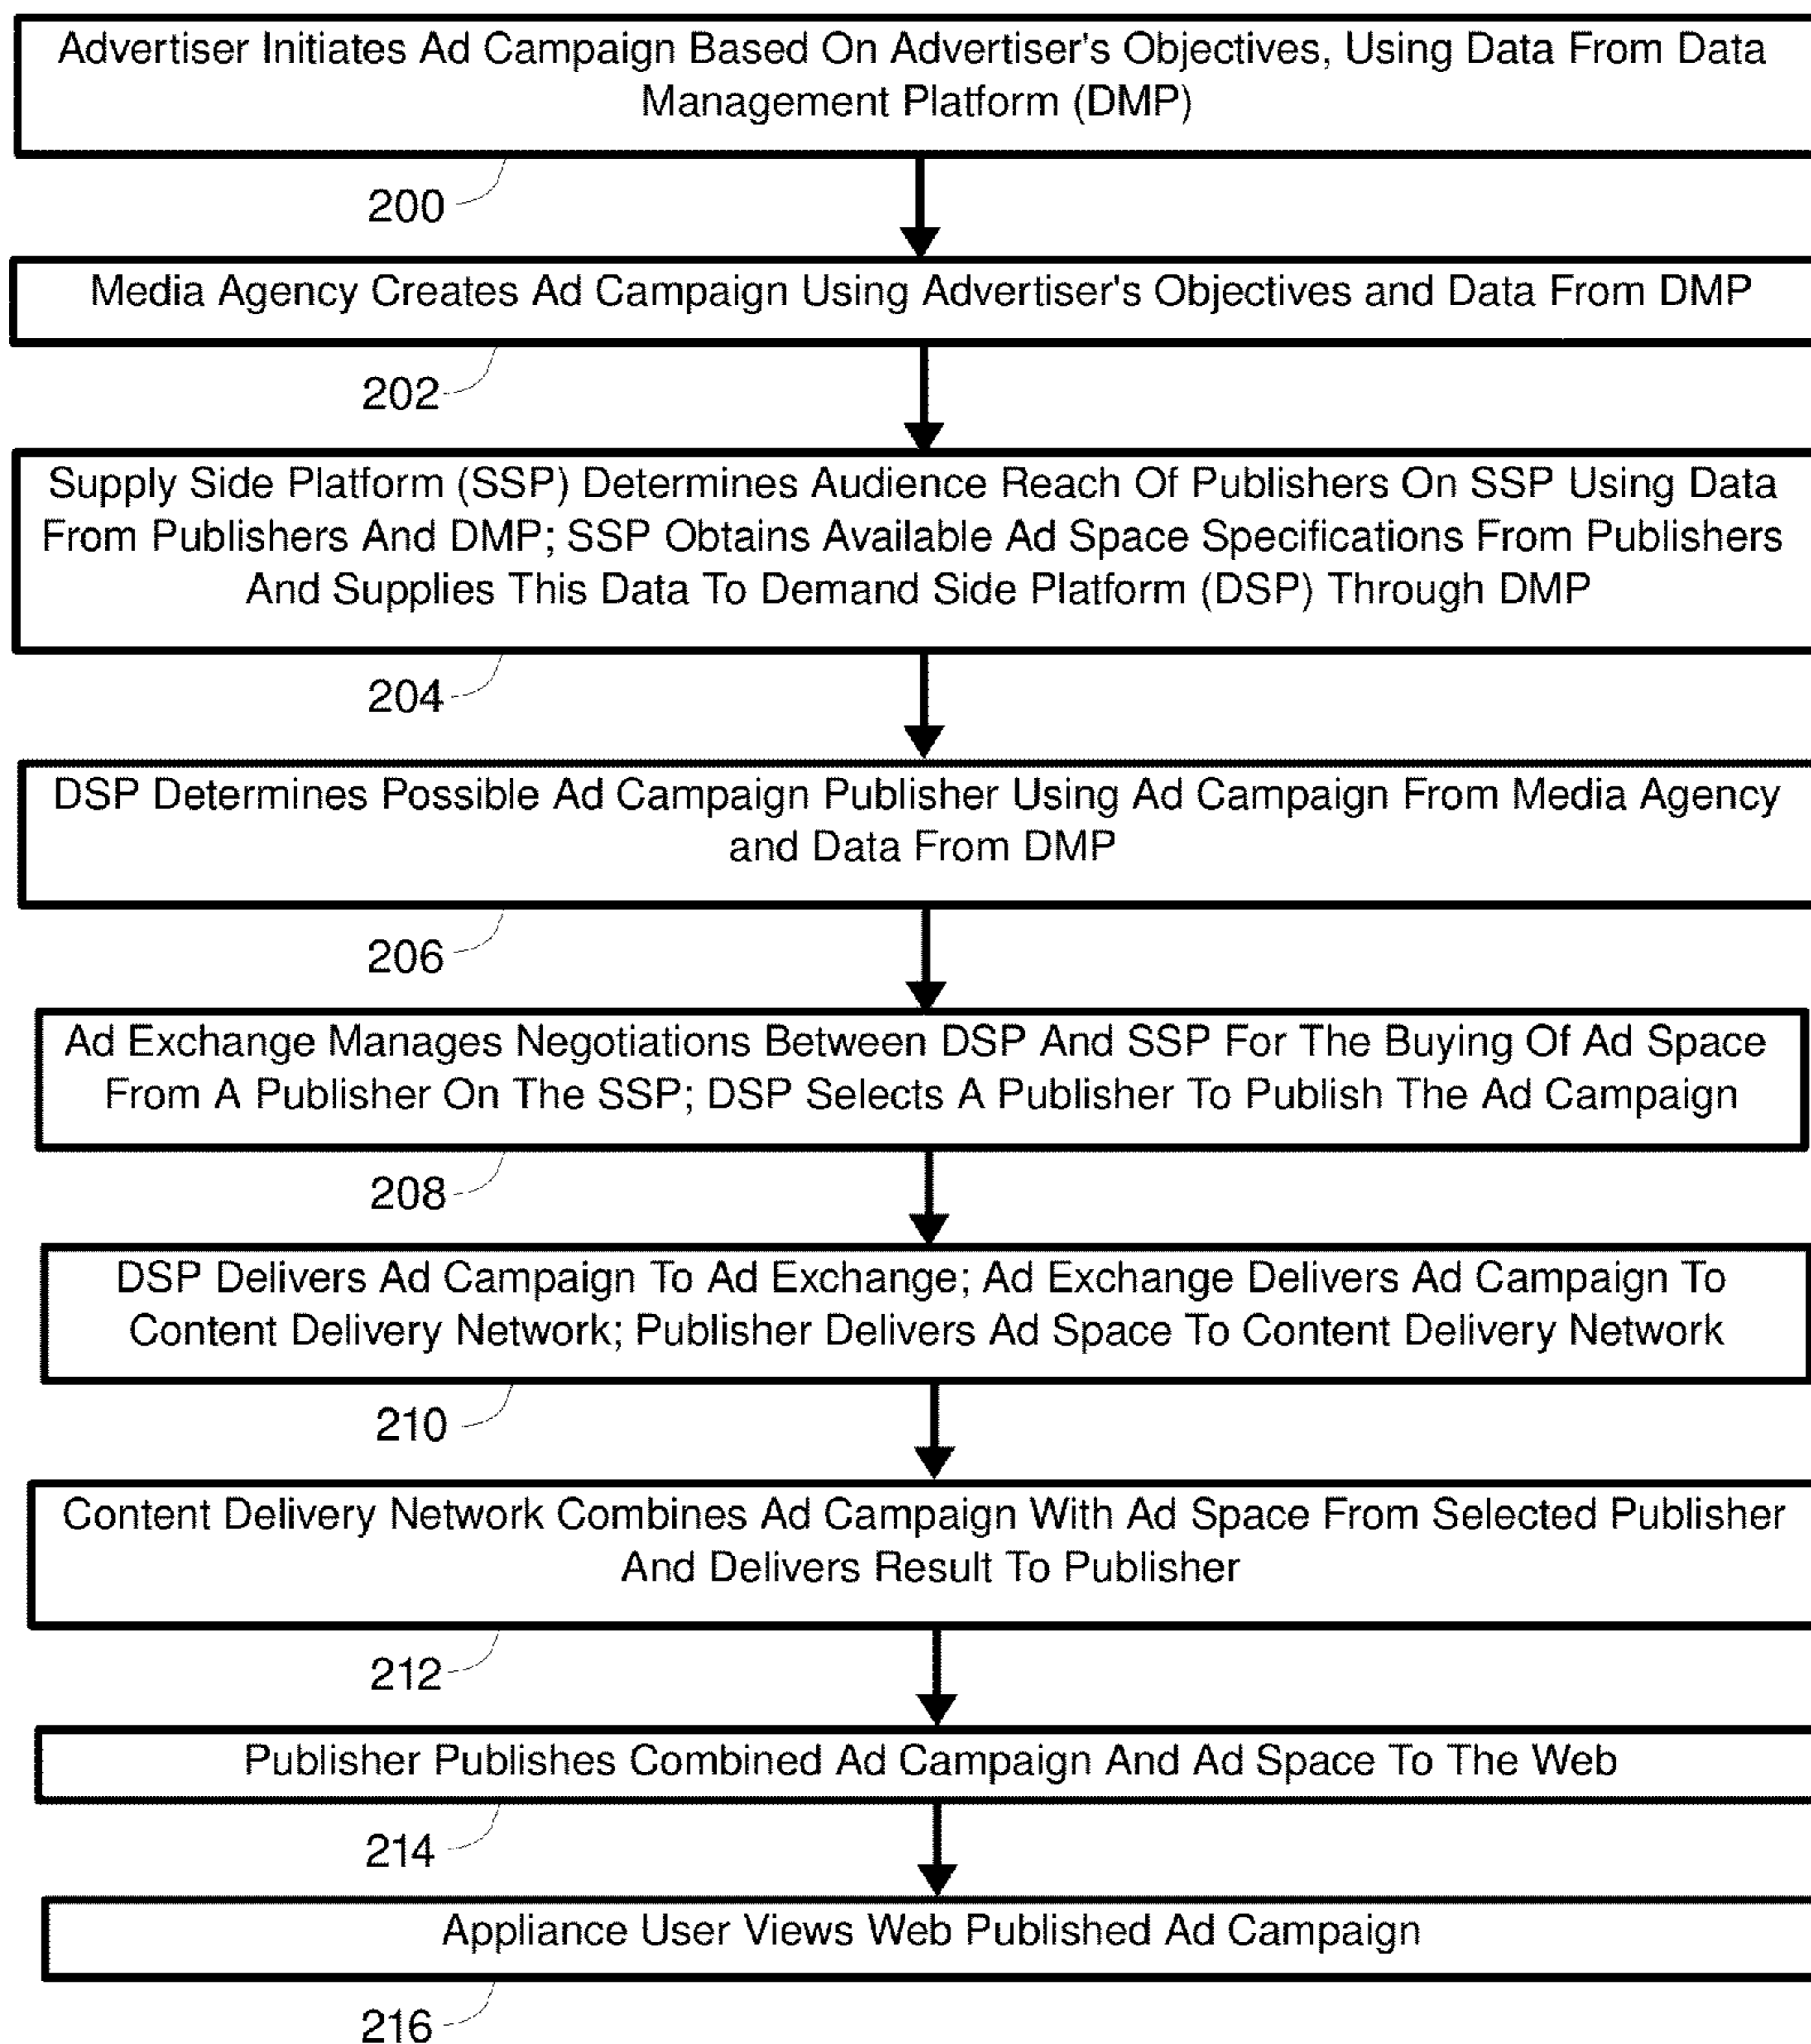 Advertiser Initiates Ad Campaign Based On Advertiser's Objectives, Using Data From Data
Management Platform (DMP)
200
Media Agency Creates Ad Campaign Using Advertiser's Objectives and Data From DMP
202
Supply Side Platform (SSP) Determines Audience Reach Of Publishers On SSP Using Data
From Publishers And DMP; SSP Obtains Available Ad Space Specifications From Publishers
And Supplies This Data To Demand Side Platform (DSP) Through DMP
204
DSP Determines Possible Ad Campaign Publisher Using Ad Campaign From Media Agency
and Data From DMP
206
Ad Exchange Manages Negotiations Between DSP And SSP For The Buying Of Ad Space
From A Publisher On The SSP; DSP Selects A Publisher To Publish The Ad Campaign
208
DSP Delivers Ad Campaign To Ad Exchange; Ad Exchange Delivers Ad Campaign To
Content Delivery Network; Publisher Delivers Ad Space To Content Delivery Network
210
Content Delivery Network Combines Ad Campaign With Ad Space From Selected Publisher
And Delivers Result To Publisher
212
Publisher Publishes Combined Ad Campaign And Ad Space To The Web
214
Appliance User Views Web Published Ad Campaign
216